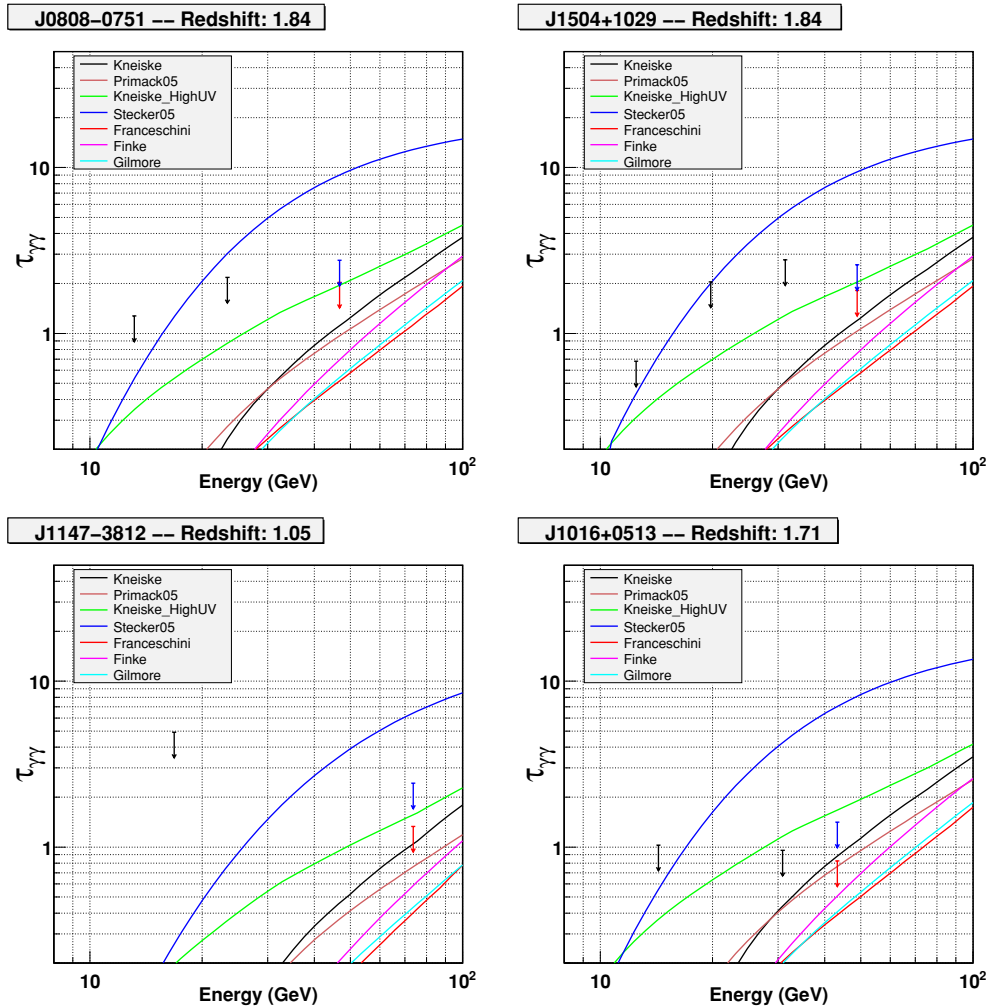 J0808−0751 −− Redshift: 1.84
Kneiske
Primack05
Kneiske_HighUV
Stecker05
Franceschini
Finke
Gilmore
10
1
τγγ
10
10²
Energy (GeV)
J1504+1029 −− Redshift: 1.84
Kneiske
Primack05
Kneiske_HighUV
Stecker05
Franceschini
Finke
Gilmore
10
1
τγγ
10
10²
Energy (GeV)
J1147−3812 −− Redshift: 1.05
Kneiske
Primack05
Kneiske_HighUV
Stecker05
Franceschini
Finke
Gilmore
10
1
τγγ
10
10²
Energy (GeV)
J1016+0513 −− Redshift: 1.71
Kneiske
Primack05
Kneiske_HighUV
Stecker05
Franceschini
Finke
Gilmore
10
1
τγγ
10
10²
Energy (GeV)